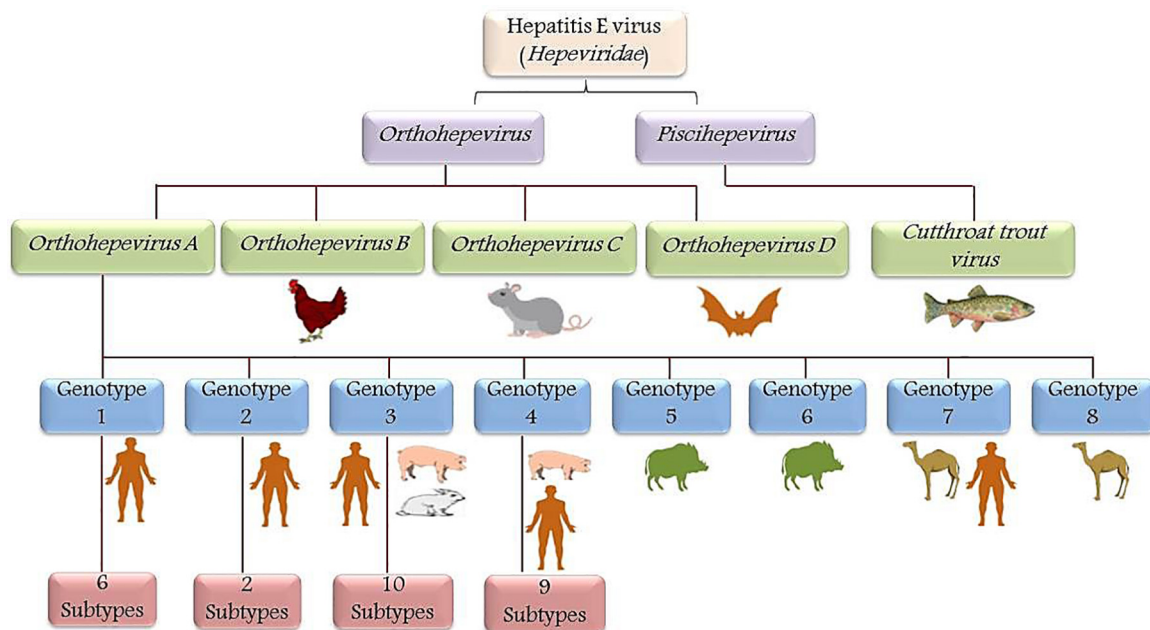 Hepatitis E virus
(Hepeviridae)
Orthohepevirus
Piscihepevirus
Orthohepevirus A
Orthohepevirus B
Orthohepevirus C
Orthohepevirus D
Cutthroat trout
virus
Genotype
1
Genotype
2
Genotype
3
Genotype
4
Genotype
5
Genotype
6
Genotype
7
Genotype
8
6
Subtypes
2
Subtypes
10
Subtypes
9
Subtypes